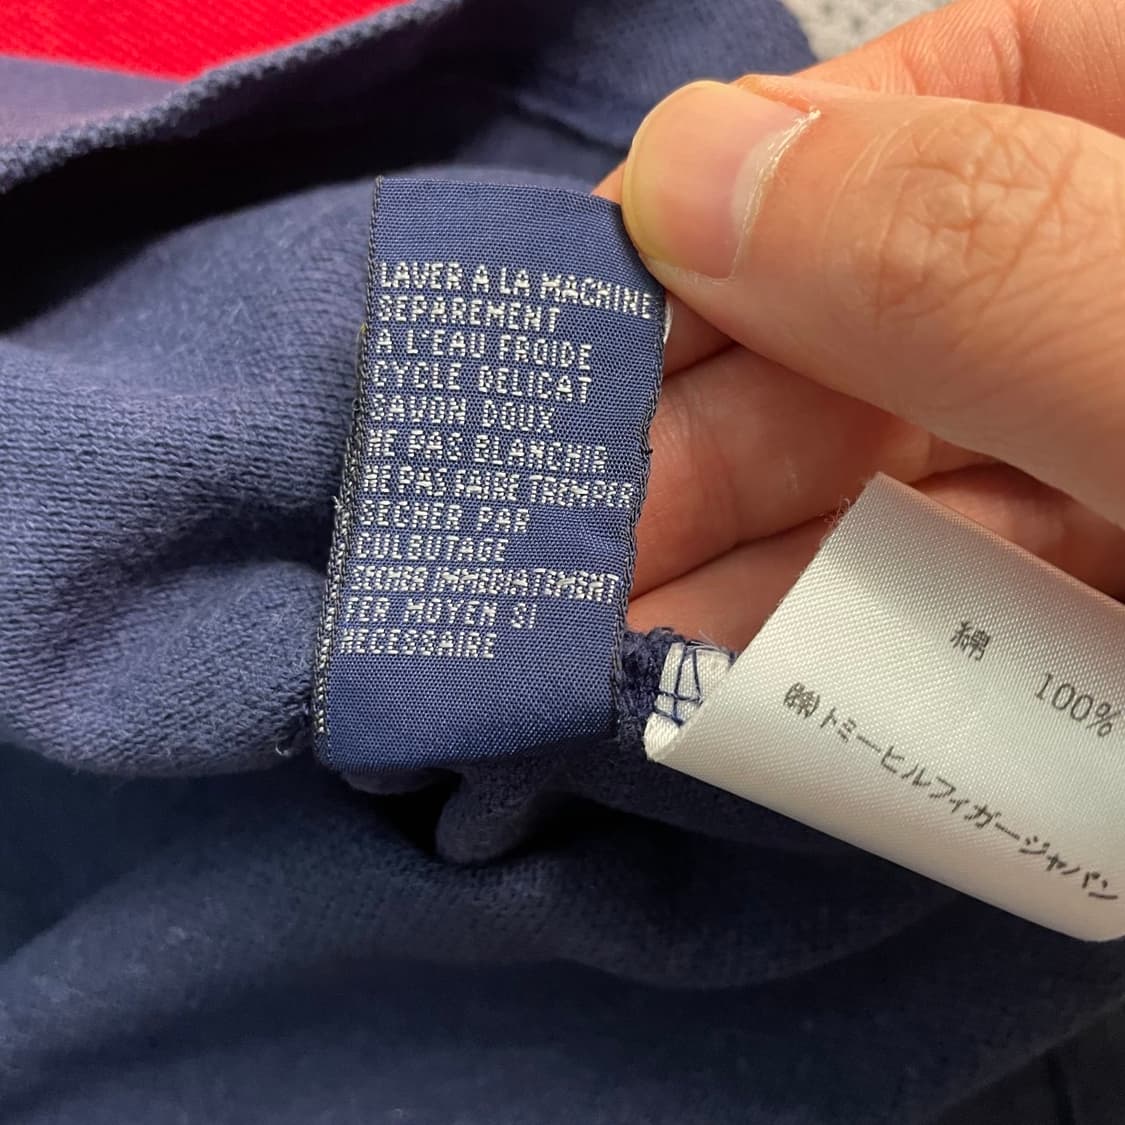 LAVER A LA MACHINE
SEPAREMENT
A L'EAU FROIDE
CYCLE DELICAT
SAVON DOUX
NE PAS BLANCHIR
NE PAS FAIRE TREMPER
SECHER PAR
CULBUTAGE
SECHER IMMEDIATEMENT
FER MOYEN SI
NECESSAIRE
綿 100%
㈱トミーヒルフィガージャパン